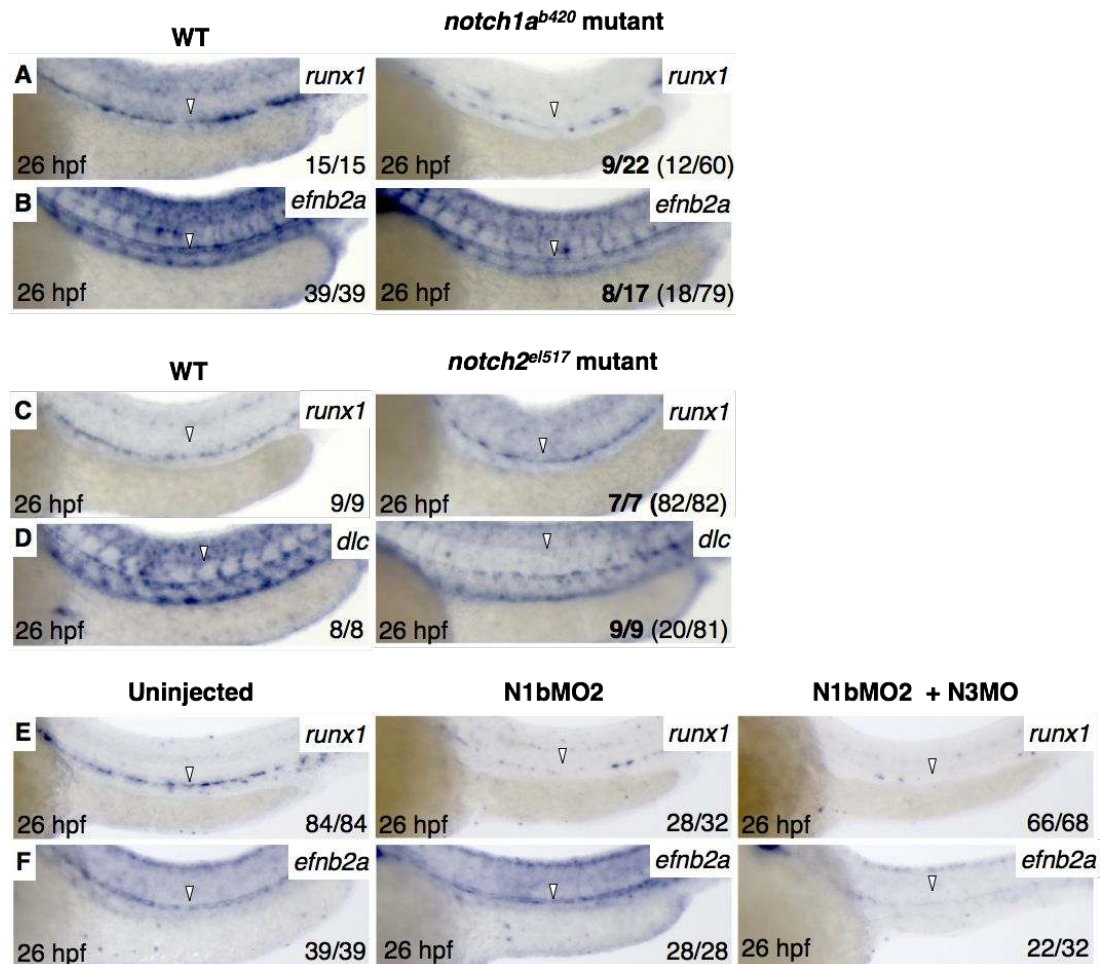 WT
notch1a^b420 mutant
A
runx1
runx1
26 hpf
15/15
9/22 (12/60)
B
efnb2a
efnb2a
26 hpf
39/39
26 hpf
8/17 (18/79)
WT
notch2^el517 mutant
C
runx1
runx1
26 hpf
9/9
26 hpf
7/7 (82/82)
D
dlc
dlc
26 hpf
8/8
26 hpf
9/9 (20/81)
Uninjected
N1bMO2
N1bMO2 + N3MO
E
runx1
runx1
runx1
26 hpf
84/84
26 hpf
28/32
26 hpf
66/68
F
efnb2a
efnb2a
efnb2a
26 hpf
39/39
26 hpf
28/28
26 hpf
22/32